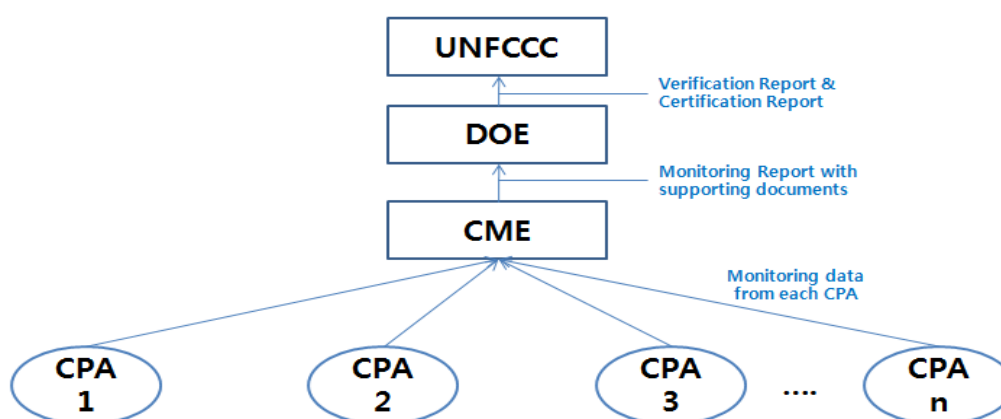 UNFCCC
Verification Report &
Certification Report
DOE
Monitoring Report with
supporting documents
CME
Monitoring data
from each CPA
CPA
1
CPA
2
CPA
3
....
CPA
n